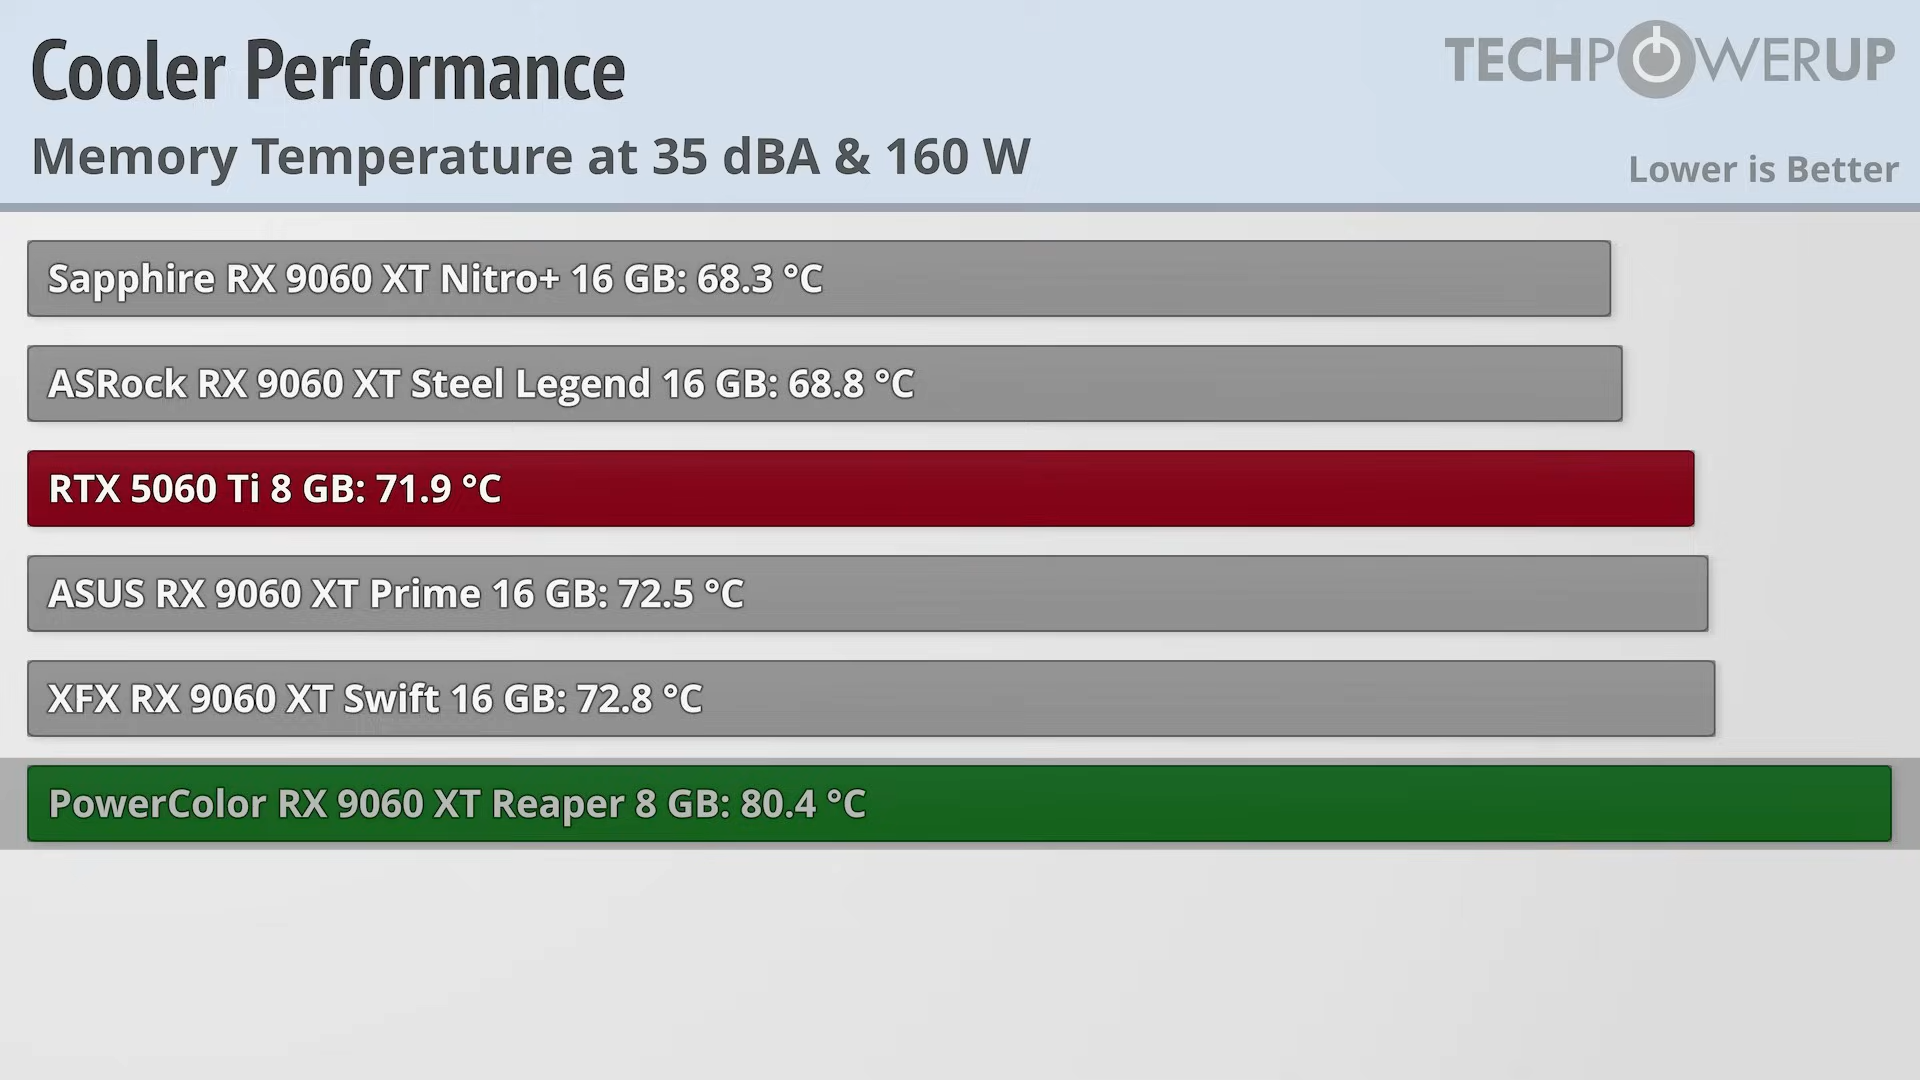 Cooler Performance
TECHPOWERUP
Memory Temperature at 35 dBA & 160 W
Lower is Better
Sapphire RX 9060 XT Nitro+ 16 GB: 68.3 °C
ASRock RX 9060 XT Steel Legend 16 GB: 68.8 °C
RTX 5060 Ti 8 GB: 71.9 °C
ASUS RX 9060 XT Prime 16 GB: 72.5 °C
XFX RX 9060 XT Swift 16 GB: 72.8 °C
PowerColor RX 9060 XT Reaper 8 GB: 80.4 °C